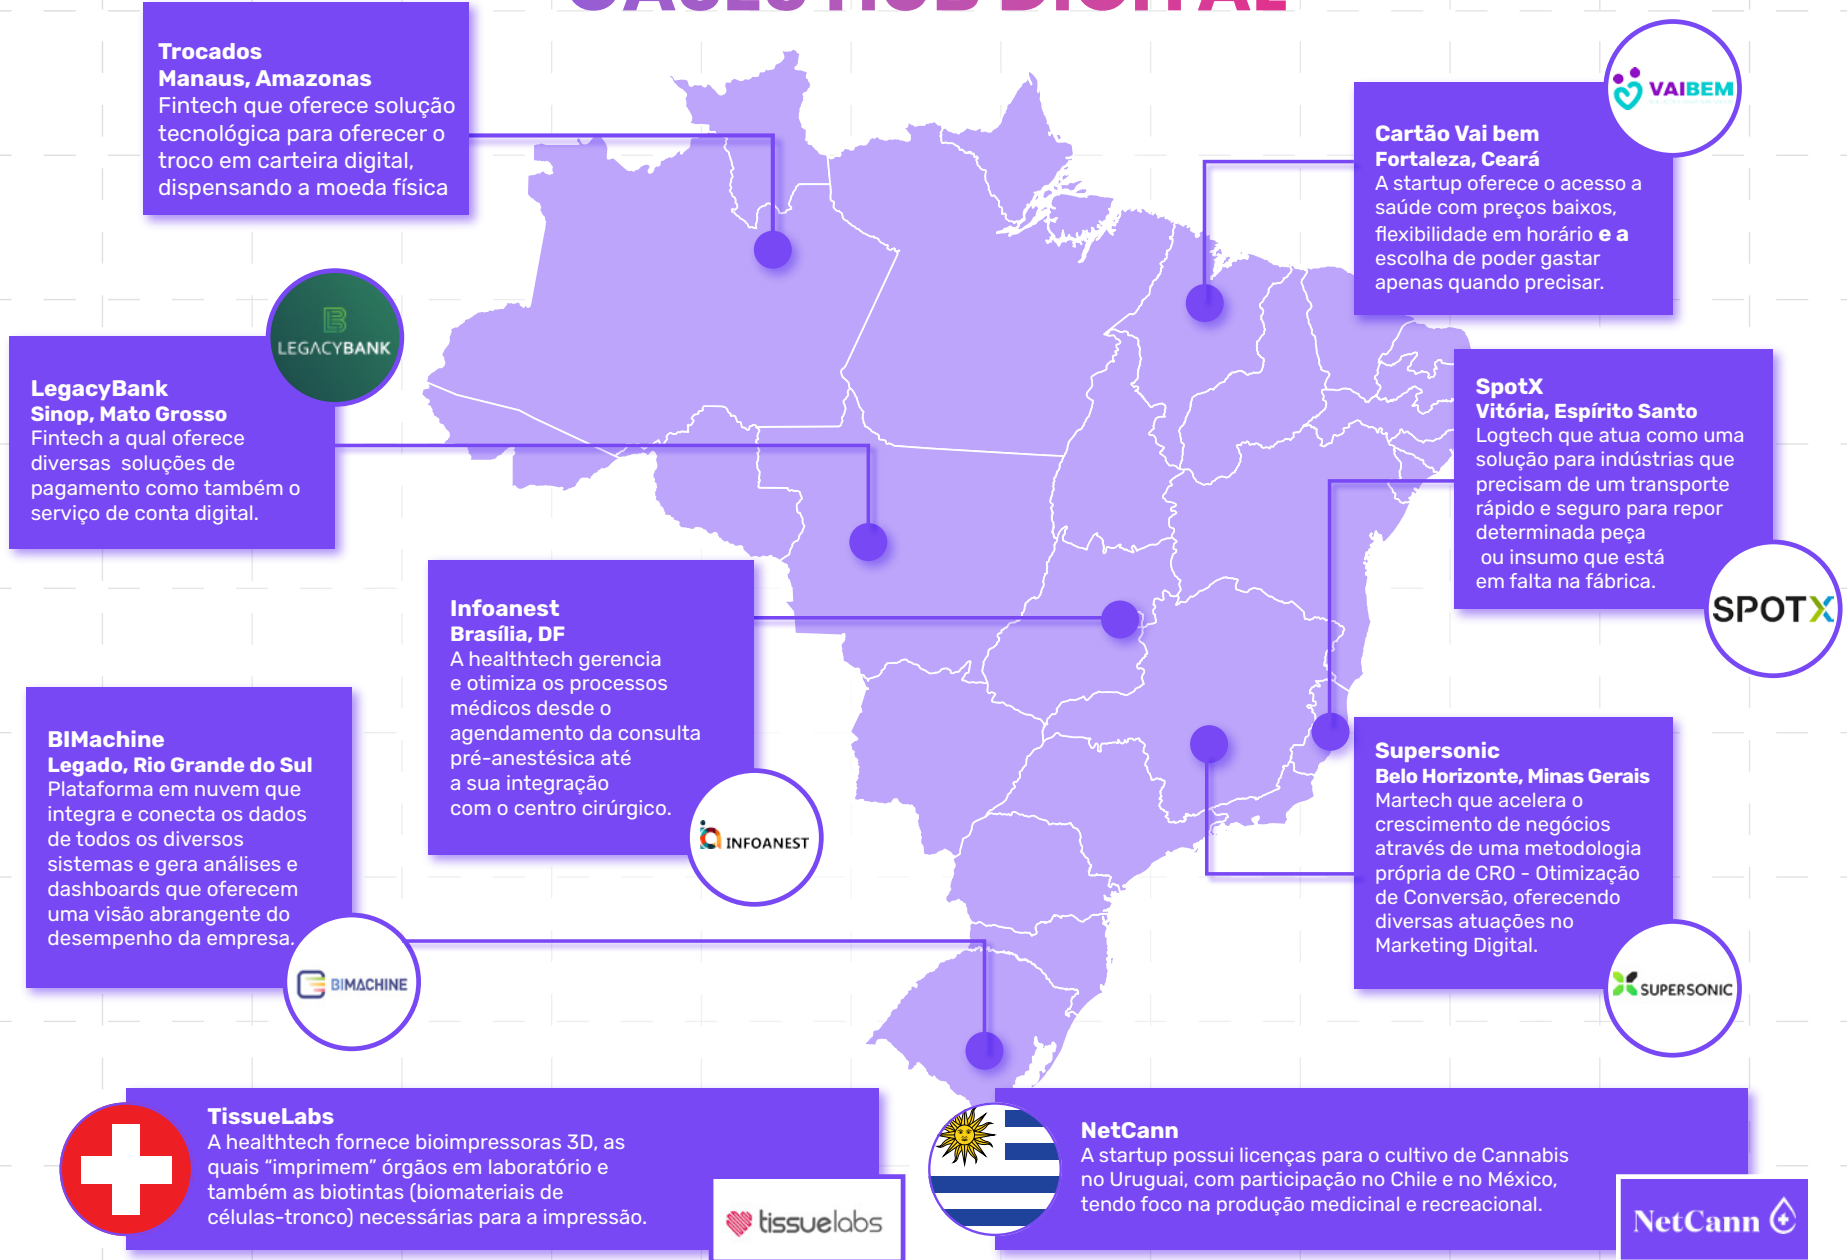 Trocados
Manaus, Amazonas
Fintech que oferece solução
tecnológica para oferecer o
troco em carteira digital,
dispensando a moeda física
VAIBEM
Cartão Vai bem
Fortaleza, Ceará
A startup oferece o acesso a
saúde com preços baixos,
flexibilidade em horário e a
escolha de poder gastar
apenas quando precisar.
LEGACYBANK
LegacyBank
Sinop, Mato Grosso
Fintech a qual oferece
diversas soluções de
pagamento como também o
serviço de conta digital.
SpotX
Vitória, Espírito Santo
Logtech que atua como uma
solução para indústrias que
precisam de um transporte
rápido e seguro para repor
determinada peça
ou insumo que está
em falta na fábrica.
SPOTX
Infoanest
Brasília, DF
A healthtech gerencia
e otimiza os processos
médicos desde o
agendamento da consulta
pré-anestésica até
a sua integração
com o centro cirúrgico.
INFOANEST
BIMachine
Legado, Rio Grande do Sul
Plataforma em nuvem que
integra e conecta os dados
de todos os diversos
sistemas e gera análises e
dashboards que oferecem
uma visão abrangente do
desempenho da empresa.
BIMACHINE
Supersonic
Belo Horizonte, Minas Gerais
Martech que acelera o
crescimento de negócios
através de uma metodologia
própria de CRO - Otimização
de Conversão, oferecendo
diversas atuações no
Marketing Digital.
SUPERSONIC
TissueLabs
A healthtech fornece bioimpressoras 3D, as
quais “imprimem” órgãos em laboratório e
também as biotintas (biomateriais de
células-tronco) necessárias para a impressão.
tissuelabs
NetCann
A startup possui licenças para o cultivo de Cannabis
no Uruguai, com participação no Chile e no México,
tendo foco na produção medicinal e recreacional.
NetCann